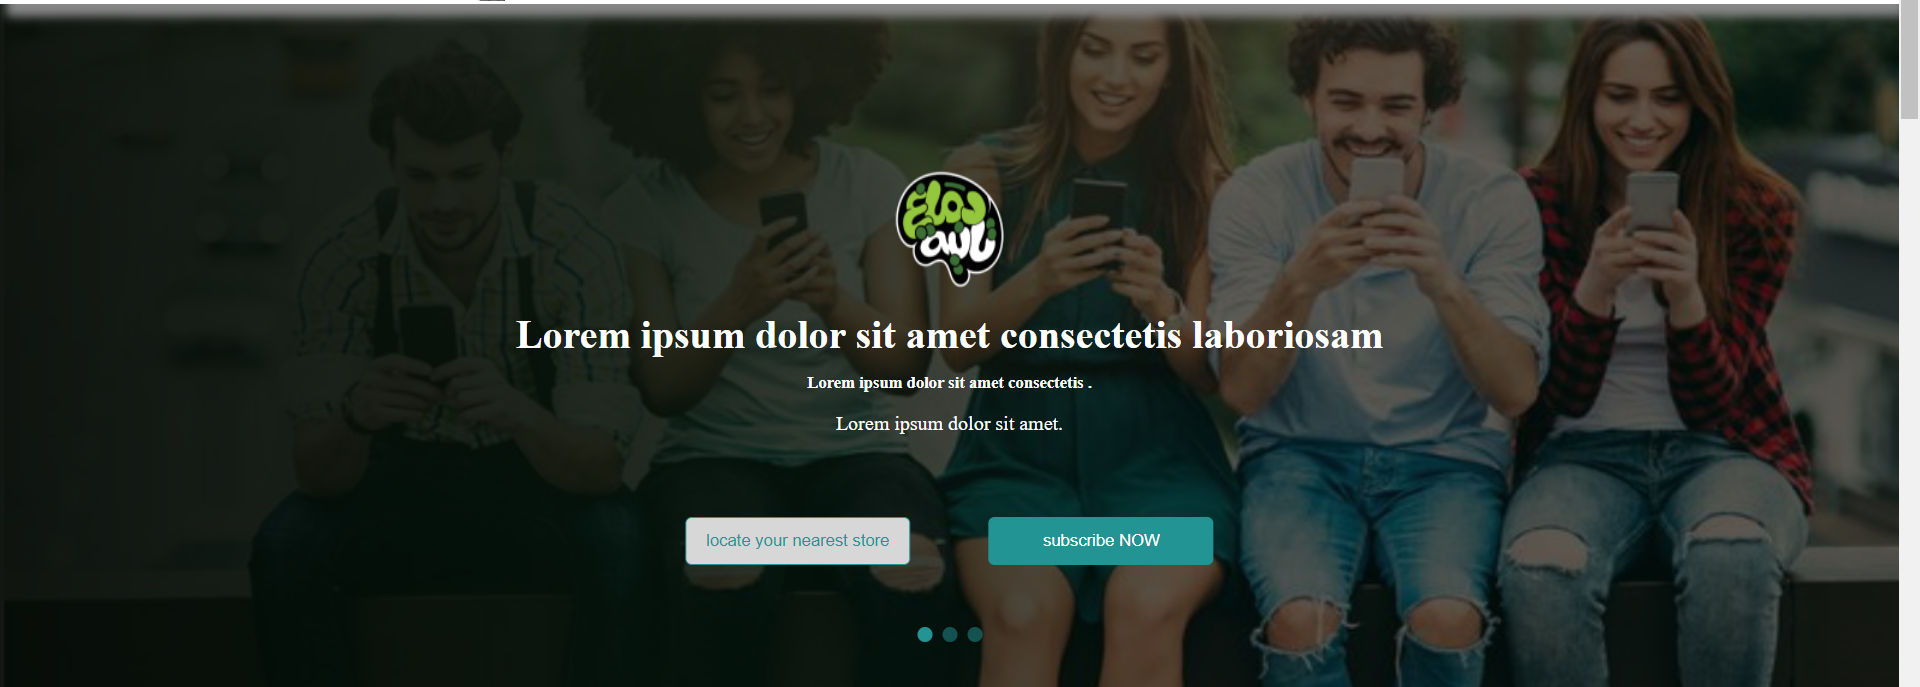 Lorem ipsum dolor sit amet consectetis laboriosam
Lorem ipsum dolor sit amet consectetis .
Lorem ipsum dolor sit amet.
locate your nearest store
subscribe NOW